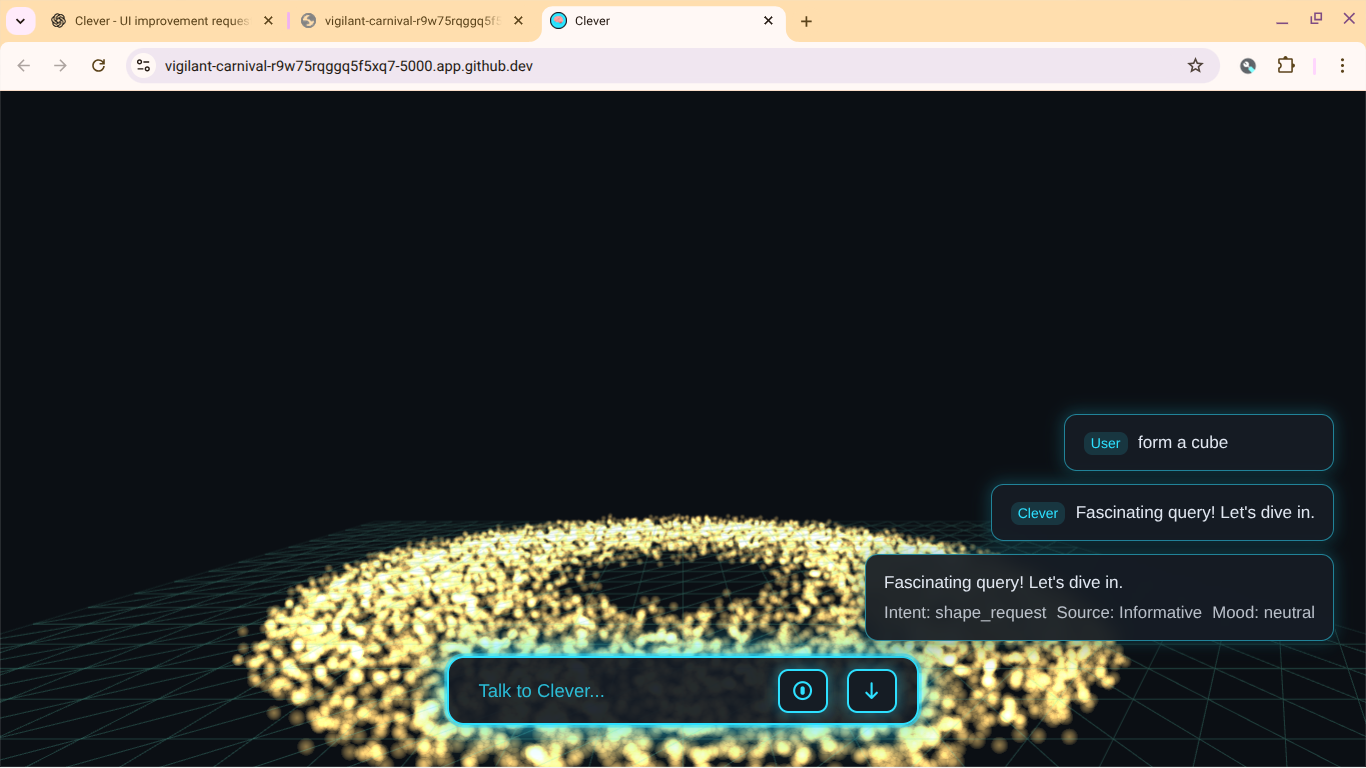 Clever - UI improvement reques
vigilant-carnival-r9w75rqggq5f5
Clever
vigilant-carnival-r9w75rqggq5f5xq7-5000.app.github.dev
User form a cube
Clever Fascinating query! Let's dive in.
Fascinating query! Let's dive in.
Intent: shape_request Source: Informative Mood: neutral
Talk to Clever...